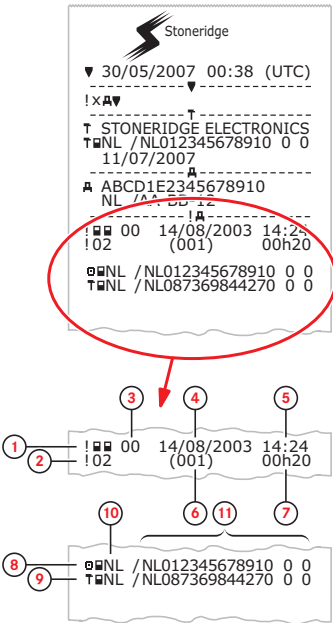 Stoneridge
30/05/2007 00:38 (UTC)
!x
STONERIDGE ELECTRONICS
NL /NL012345678910 0 0
11/07/2007
ABCD1E2345678910
NL /AA BB 12
!
! 00 14/08/2003 14:24
!02 (001) 00h20
NL /NL012345678910 0 0
NL /NL087369844270 0 0
3 4 5
1 ! 00 14/08/2003 14:24
2 !02 (001) 00h20
10 6 11 7
8 NL /NL012345678910 0 0
9 NL /NL087369844270 0 0